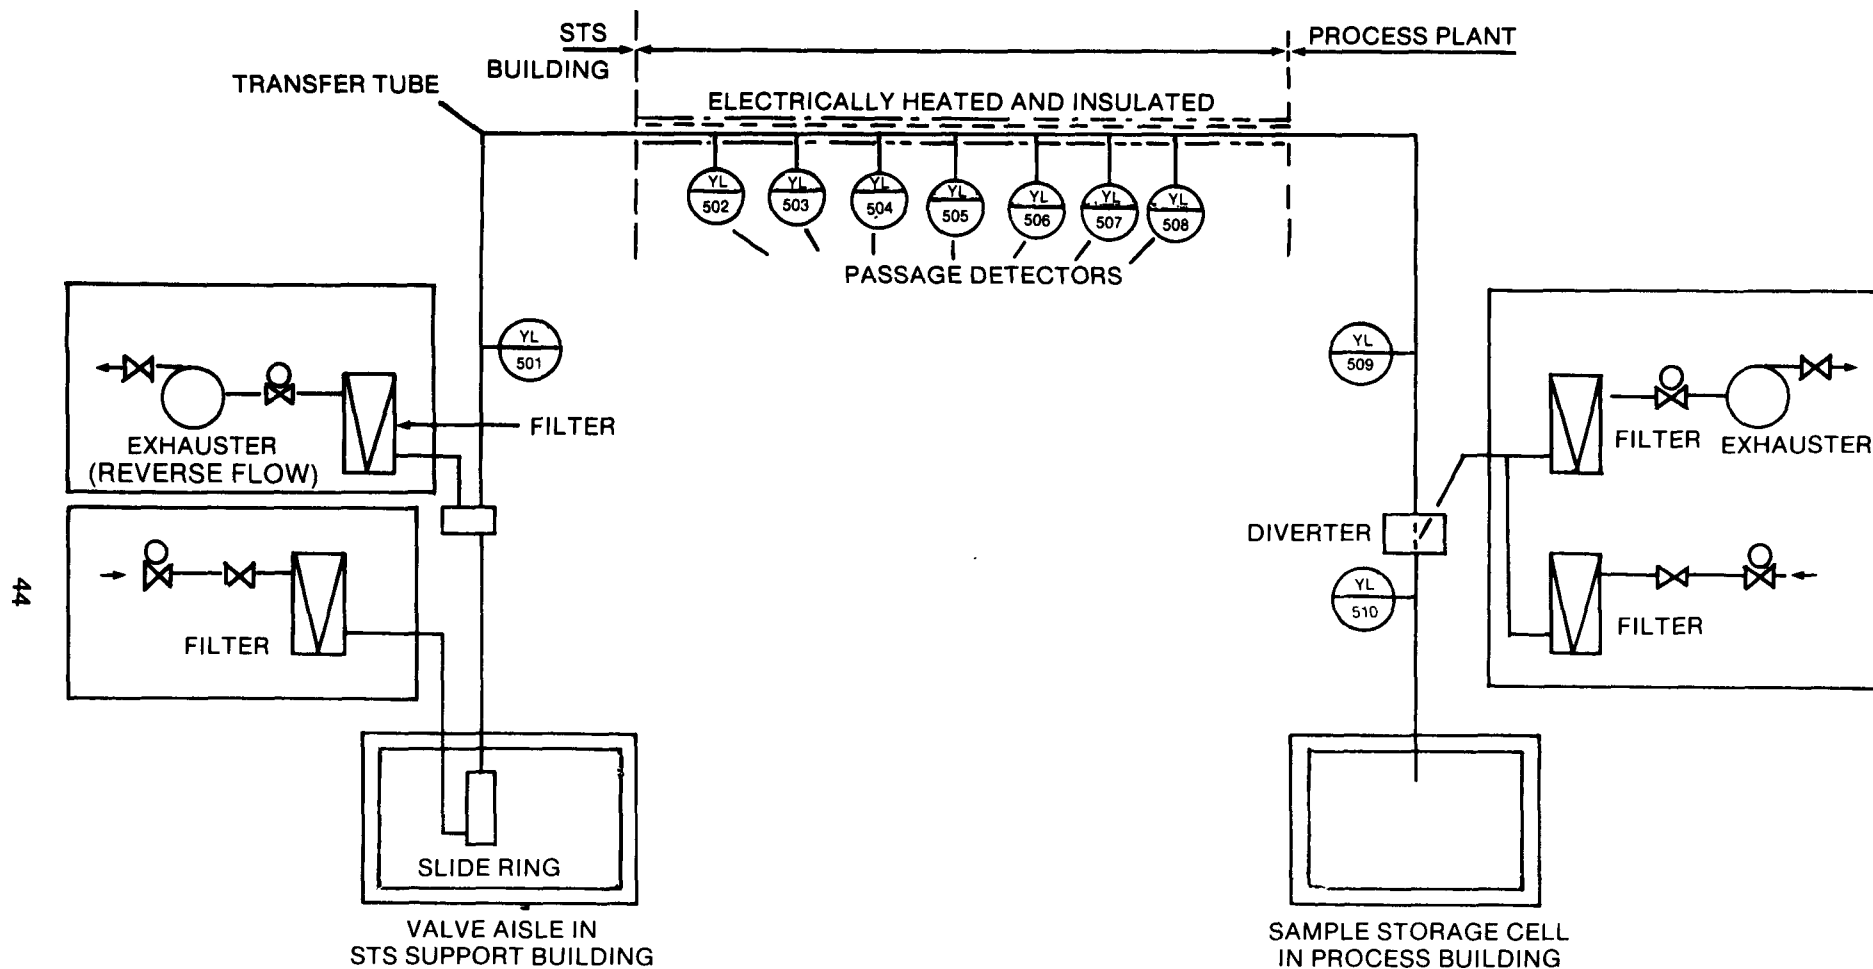 STS
BUILDING
PROCESS PLANT
TRANSFER TUBE
ELECTRICALLY HEATED AND INSULATED
YL
502
YL
503
YL
504
YL
505
YL
506
YL
507
YL
508
PASSAGE DETECTORS
YL
501
YL
509
FILTER
EXHAUSTER
(REVERSE FLOW)
FILTER
EXHAUSTER
DIVERTER
YL
510
44
FILTER
FILTER
SLIDE RING
VALVE AISLE IN
STS SUPPORT BUILDING
SAMPLE STORAGE CELL
IN PROCESS BUILDING